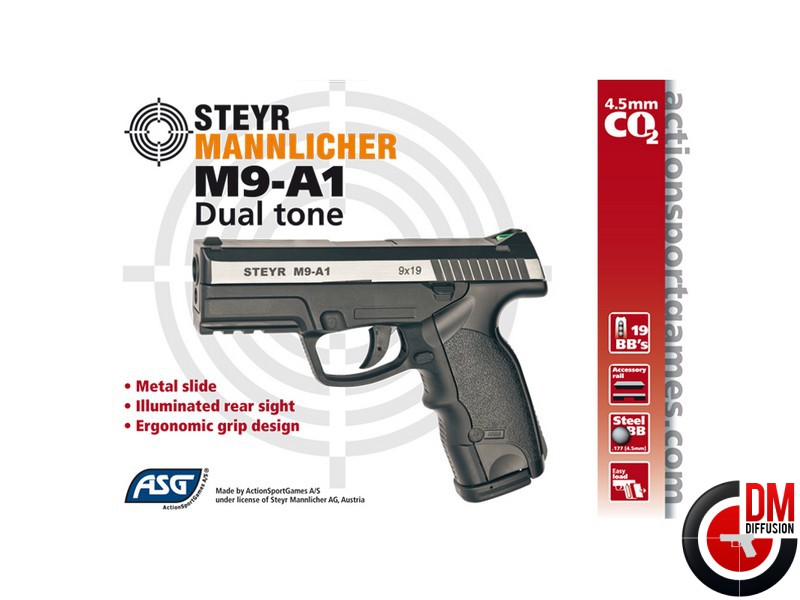 STEYR
MANNLICHER
M9-A1
Dual tone
STEYR M9-A1 9x19
• Metal slide
• Illuminated rear sight
• Ergonomic grip design
ASG
ActionSportGames A/S®
Made by ActionSportGames A/S
under license of Steyr Mannlicher AG, Austria
4.5mm
CO2
actionsportgames.com
19
BB's
Accessory
rail
Steel
BB
.177 (4.5mm)
Easy
load
DM
DIFFUSION